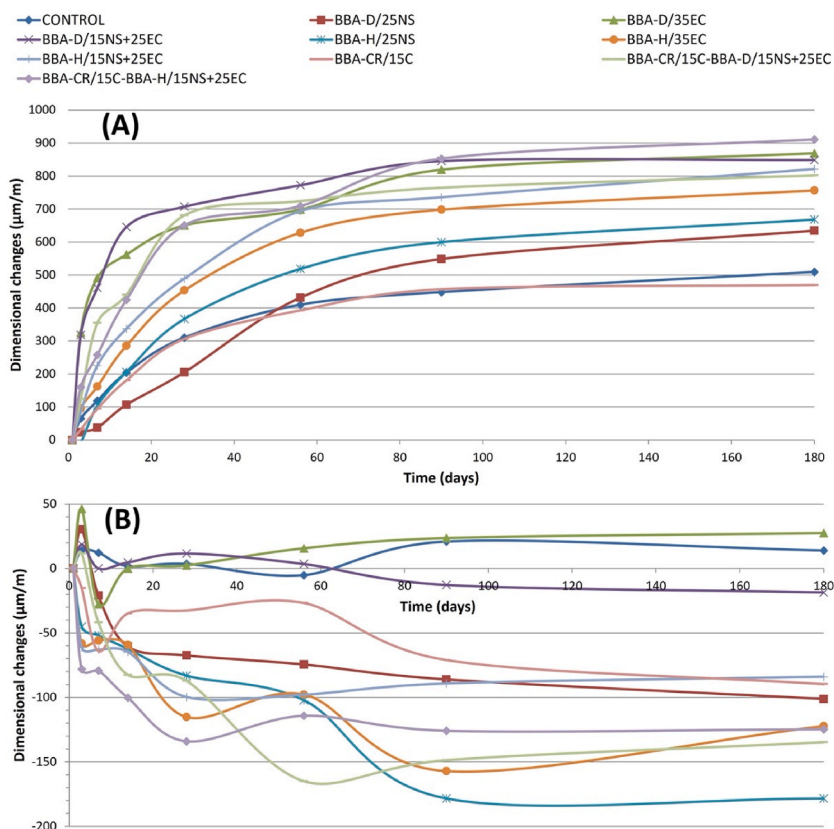 CONTROL BBA-D/25NS BBA-D/35EC
BBA-D/15NS+25EC BBA-H/25NS BBA-H/35EC
BBA-H/15NS+25EC BBA-CR/15C BBA-CR/15C-BBA-D/15NS+25EC
BBA-CR/15C-BBA-H/15NS+25EC
(A)
Dimensional changes (μm/m)
1000
900
800
700
600
500
400
300
200
100
0
0 20 40 60 80 100 120 140 160 180
Time (days)
(B)
Dimensional changes (μm/m)
50
0
-50
-100
-150
-200
0 20 40 60 80 100 120 140 160 180
Time (days)